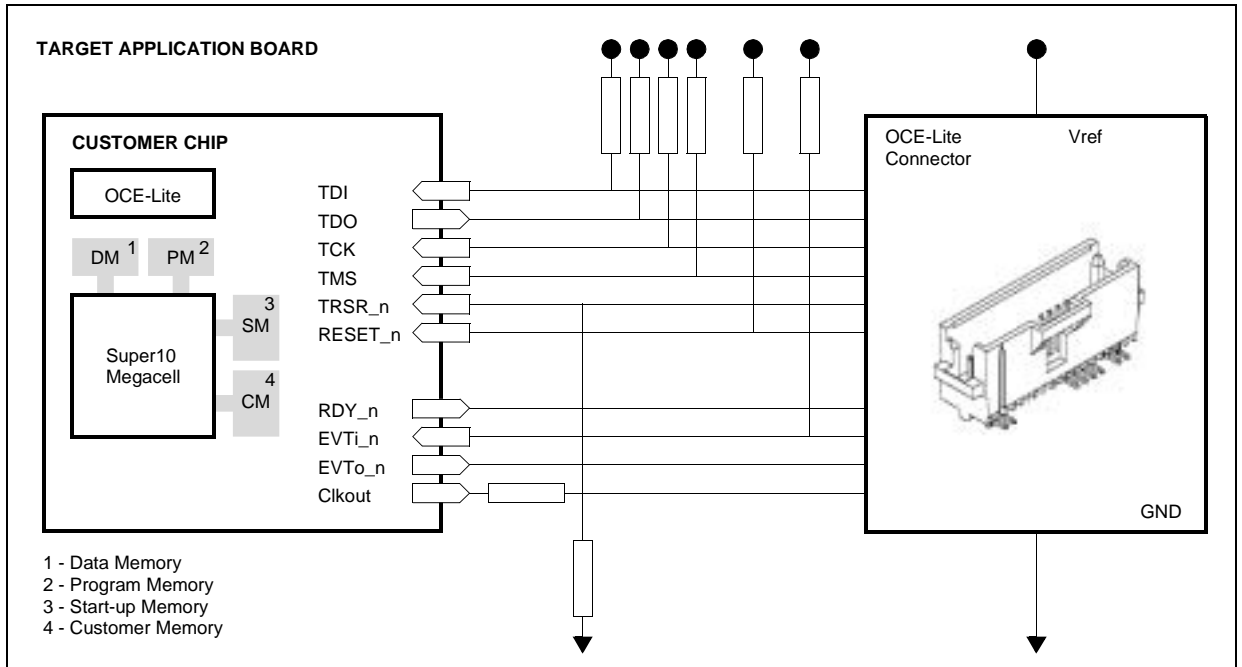 TARGET APPLICATION BOARD
CUSTOMER CHIP
OCE-Lite
DM 1
PM 2
3
SM
4
CM
Super10
Megacell
TDI
TDO
TCK
TMS
TRSR_n
RESET_n
RDY_n
EVTi_n
EVTo_n
Clkout
OCE-Lite
Connector
Vref
GND
1 - Data Memory
2 - Program Memory
3 - Start-up Memory
4 - Customer Memory